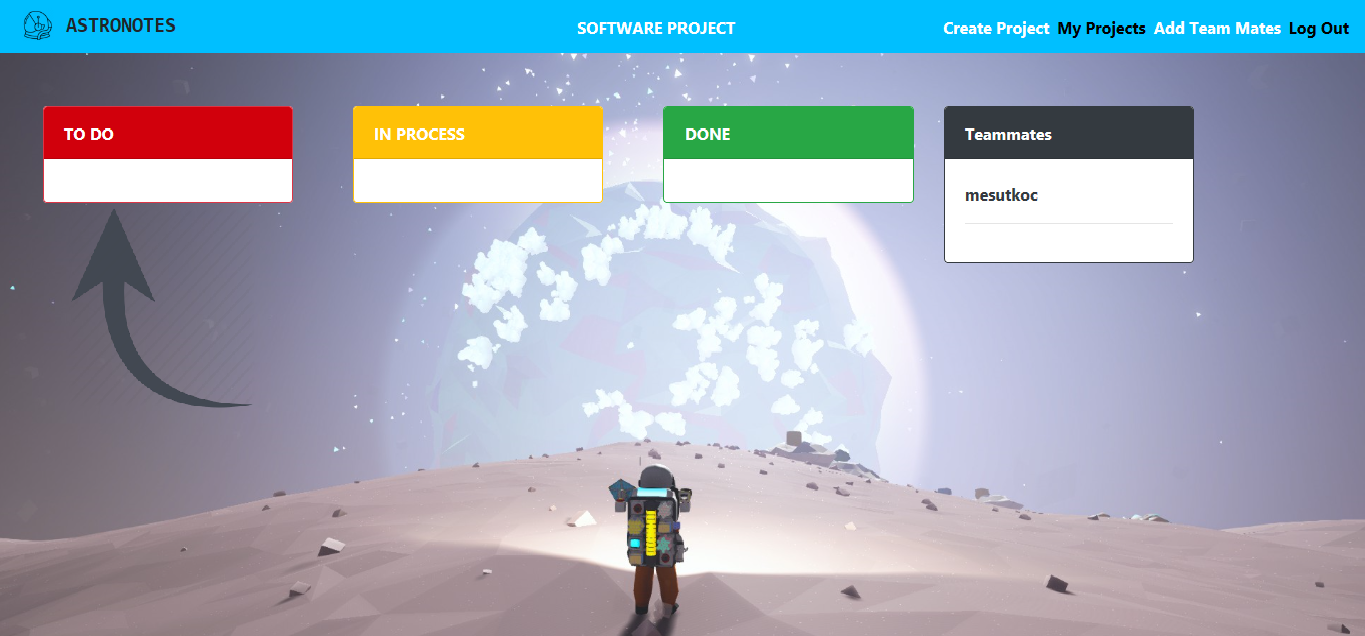 ASTRONOTES
SOFTWARE PROJECT
Create Project My Projects Add Team Mates Log Out
TO DO
IN PROCESS
DONE
Teammates
mesutkoc